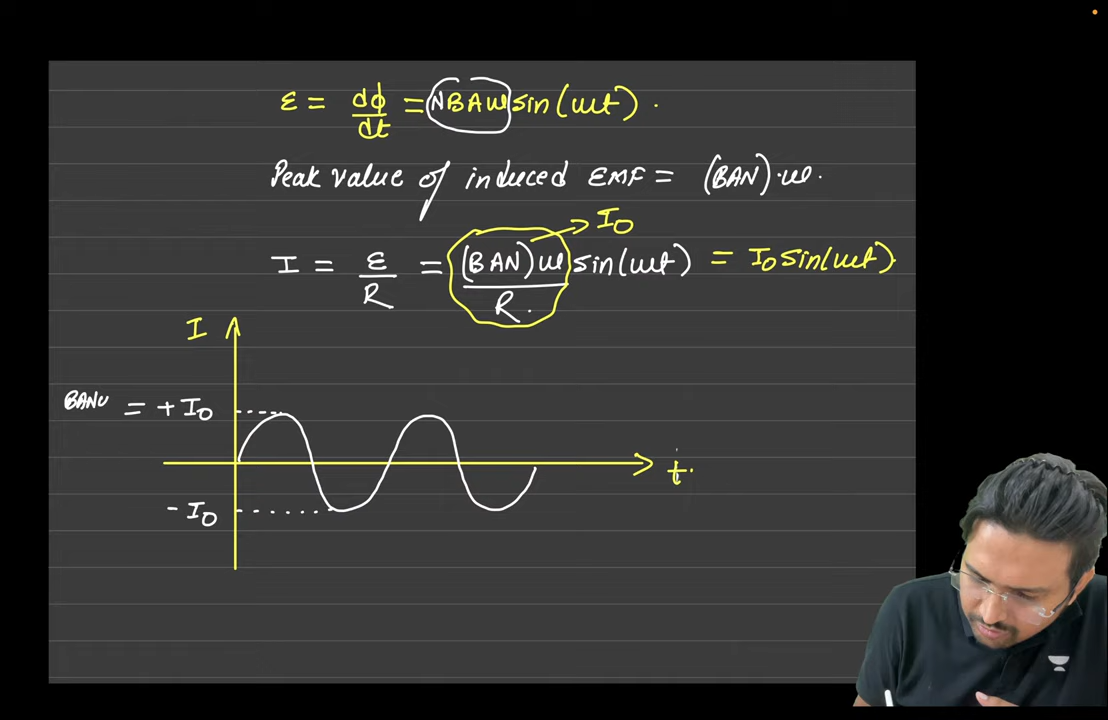 ε = dϕ/dt = NBAω sin(ωt).
Peak value of induced EMF = (BAN)·ω.
I = ε/R = (BAN)ω/R. sin(ωt) = I₀ sin(ωt)
→ I₀
I
BANω = +I₀
t.
-I₀